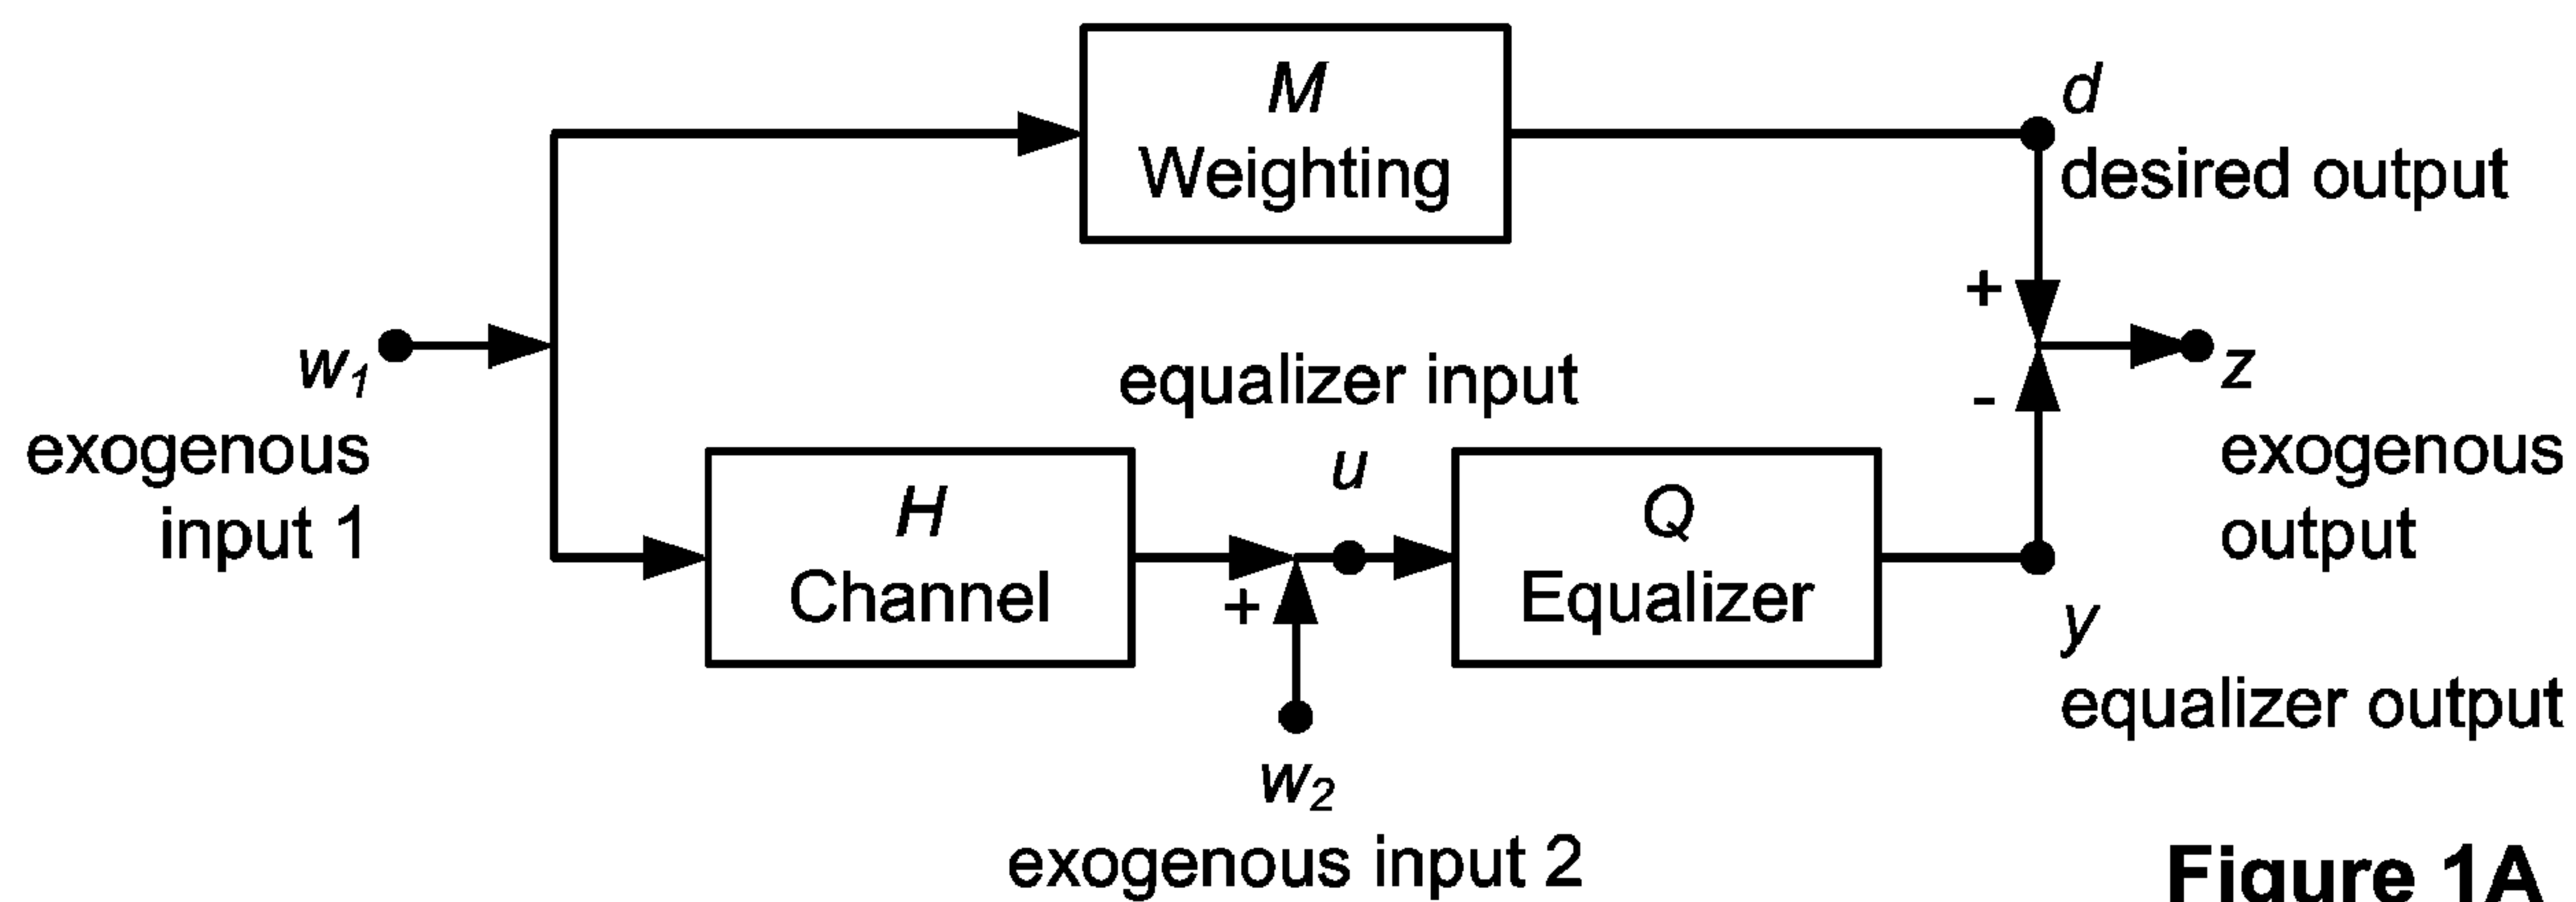 M
Weighting
d
desired output
+
w1
exogenous
input 1
equalizer input
u
-
z
exogenous
output
H
Channel
+
Q
Equalizer
y
equalizer output
w2
exogenous input 2
Figure 1A